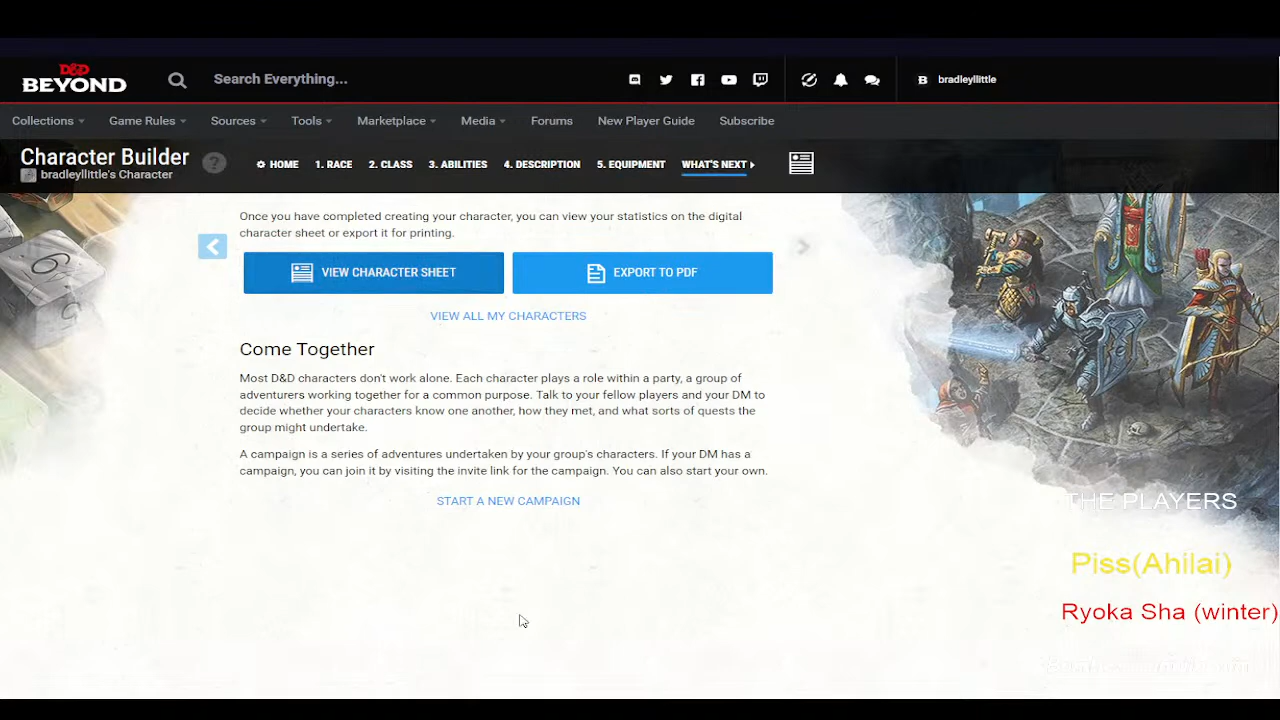 D&D
BEYOND
Search Everything...
B bradleyllittle
Collections
Game Rules
Sources
Tools
Marketplace
Media
Forums
New Player Guide
Subscribe
Character Builder
?
bradleyllittle's Character
HOME
1. RACE
2. CLASS
3. ABILITIES
4. DESCRIPTION
5. EQUIPMENT
WHAT'S NEXT
Once you have completed creating your character, you can view your statistics on the digital
character sheet or export it for printing.
VIEW CHARACTER SHEET
EXPORT TO PDF
VIEW ALL MY CHARACTERS
Come Together
Most D&D characters don't work alone. Each character plays a role within a party, a group of
adventurers working together for a common purpose. Talk to your fellow players and your DM to
decide whether your characters know one another, how they met, and what sorts of quests the
group might undertake.
A campaign is a series of adventures undertaken by your group's characters. If your DM has a
campaign, you can join it by visiting the invite link for the campaign. You can also start your own.
START A NEW CAMPAIGN
THE PLAYERS
Piss(Ahilai)
Ryoka Sha (winter)